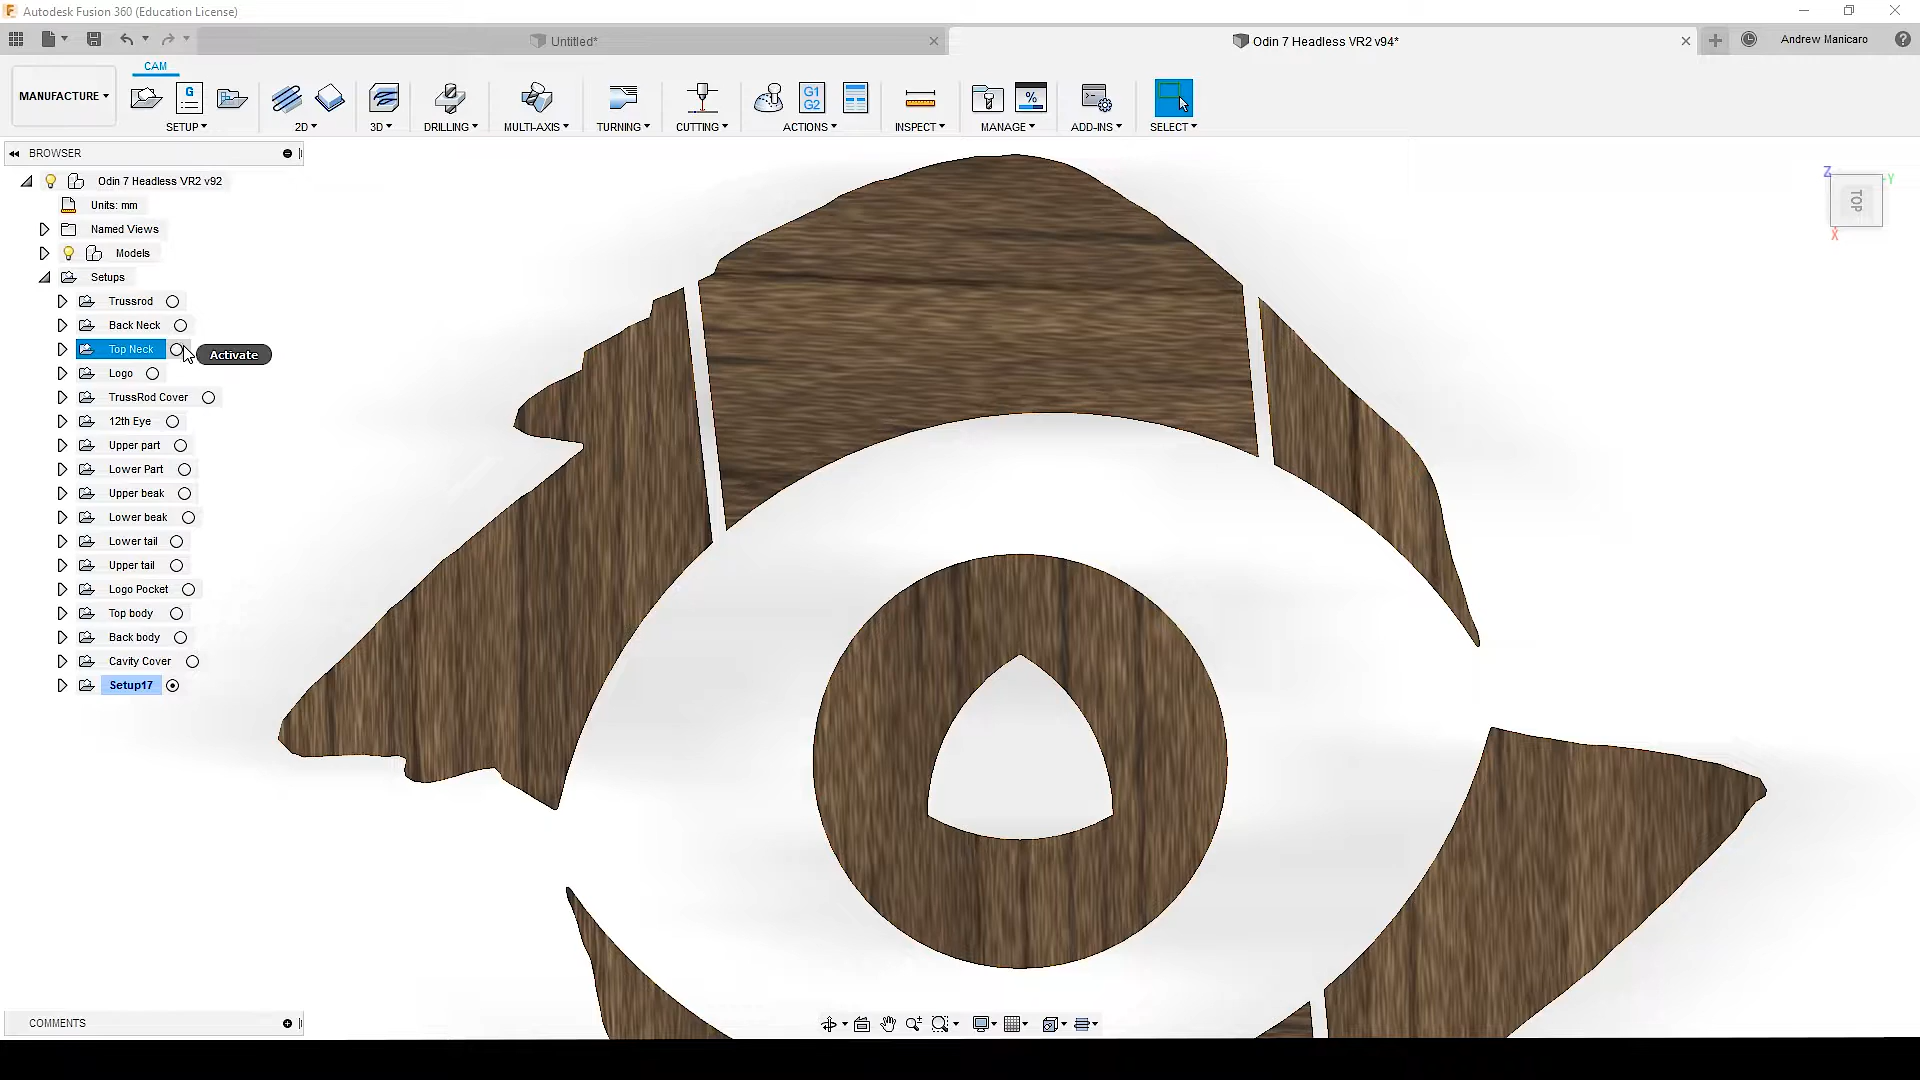 Autodesk Fusion 360 (Education License)
Untitled*
Odin 7 Headless VR2 v94*
Andrew Manicaro
MANUFACTURE
CAM
SETUP
2D
3D
DRILLING
MULTI-AXIS
TURNING
CUTTING
G1
G2
ACTIONS
INSPECT
%
MANAGE
ADD-INS
SELECT
G
BROWSER
Odin 7 Headless VR2 v92
Units: mm
Named Views
Models
Setups
Trussrod
Back Neck
Top Neck
Activate
Logo
TrussRod Cover
12th Eye
Upper part
Lower Part
Upper beak
Lower beak
Lower tail
Upper tail
Logo Pocket
Top body
Back body
Cavity Cover
Setup17
Z
-Y
TOP
X
COMMENTS